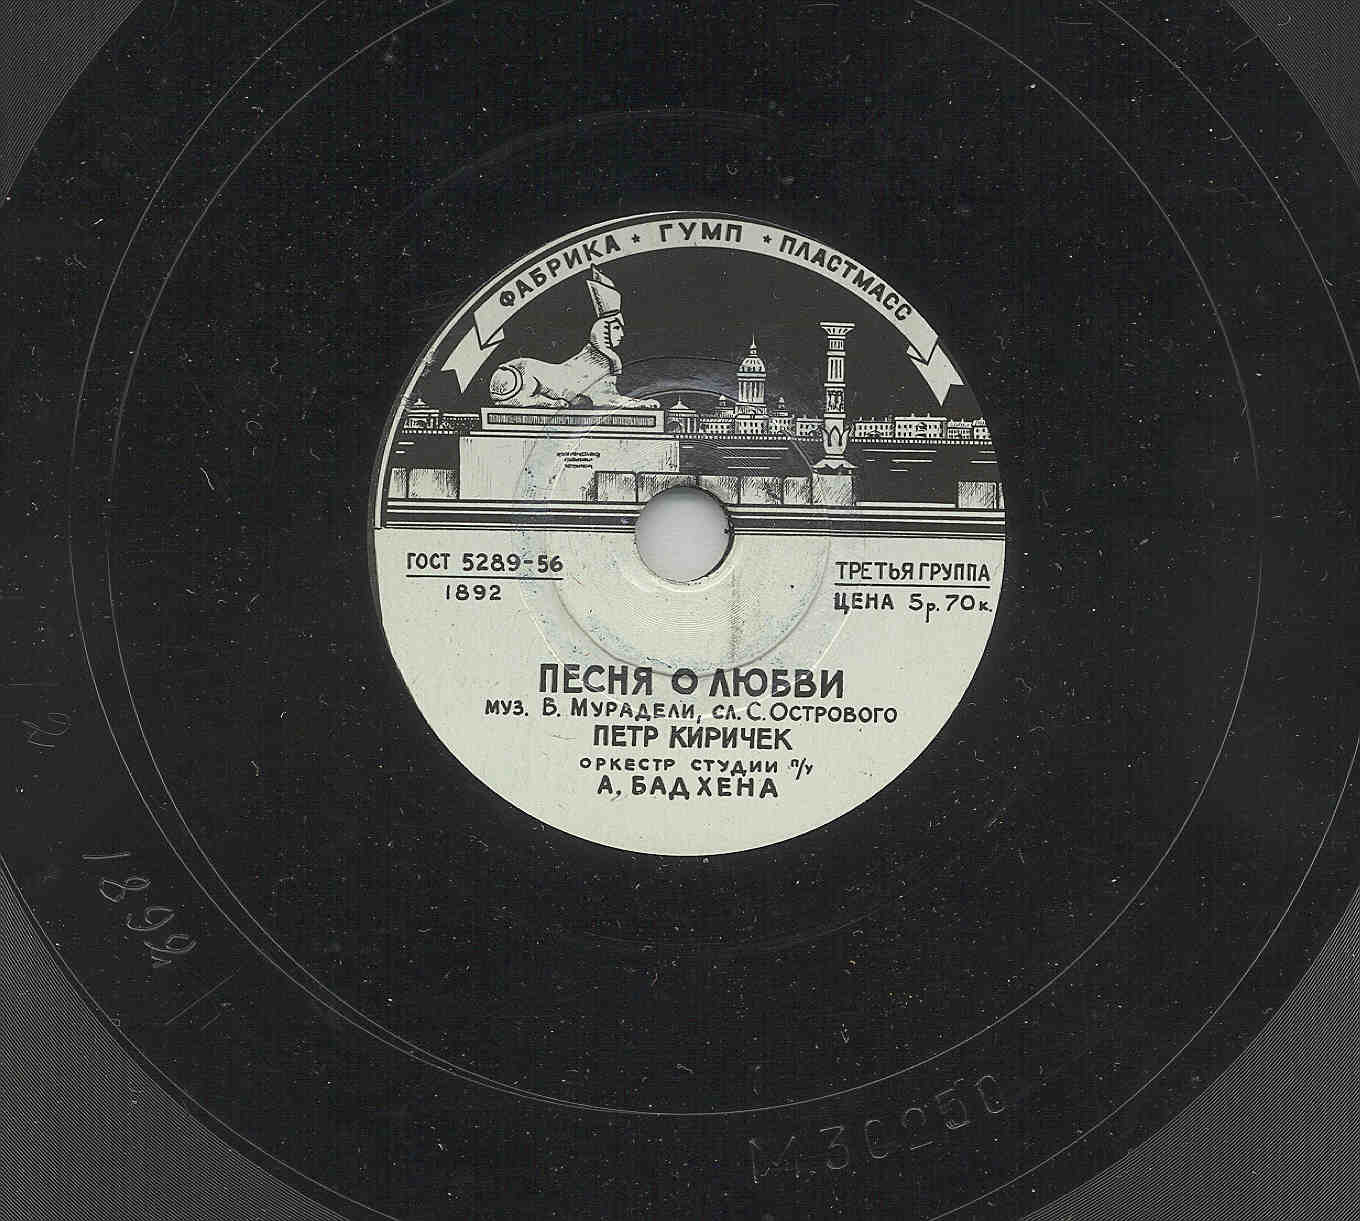 ФАБРИКА ★ ГУМП ★ ПЛАСТМАСС
ГОСТ 5289-56
1892
ТРЕТЬЯ ГРУППА
ЦЕНА 5р.70к.
ПЕСНЯ О ЛЮБВИ
МУЗ. В. МУРАДЕЛИ, СЛ. С. ОСТРОВОГО
ПЕТР КИРИЧЕК
ОРКЕСТР СТУДИИ П/У
А. БАДХЕНА